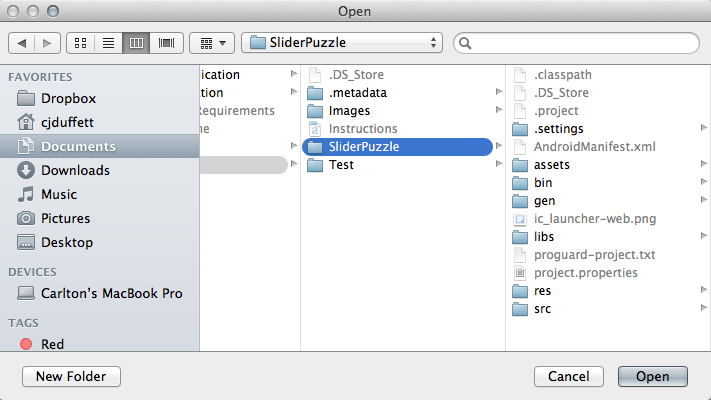 Open
SliderPuzzle
FAVORITES
Dropbox
cjduffett
Documents
Downloads
Music
Pictures
Desktop
DEVICES
Carlton's MacBook Pro
TAGS
Red
ication
ation
Requirements
ne
.DS_Store
.metadata
Images
Instructions
SliderPuzzle
Test
.classpath
.DS_Store
.project
.settings
AndroidManifest.xml
assets
bin
gen
ic_launcher-web.png
libs
proguard-project.txt
project.properties
res
src
New Folder
Cancel
Open